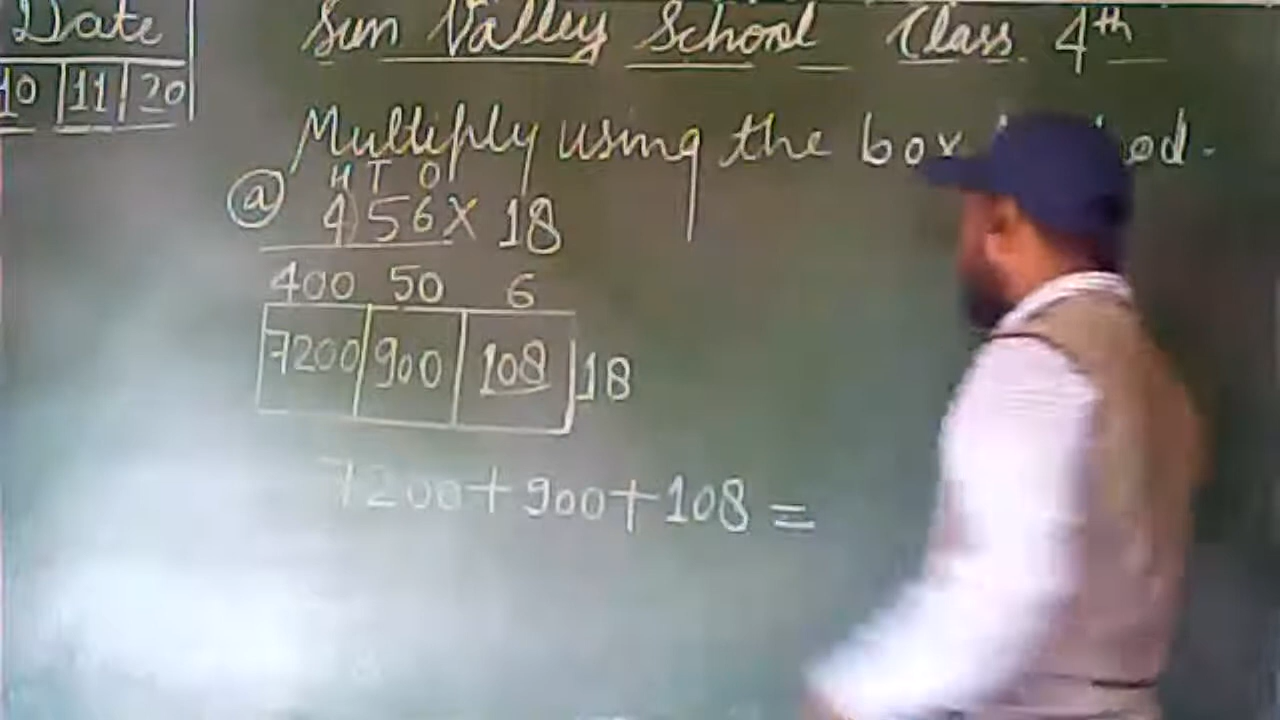 Date
10 11 20
Sun Valley School Class 4th
Multiply using the box
H T O
(a) 456 X 18
400 50 6
7200 900 108 18
7200+900+108 =